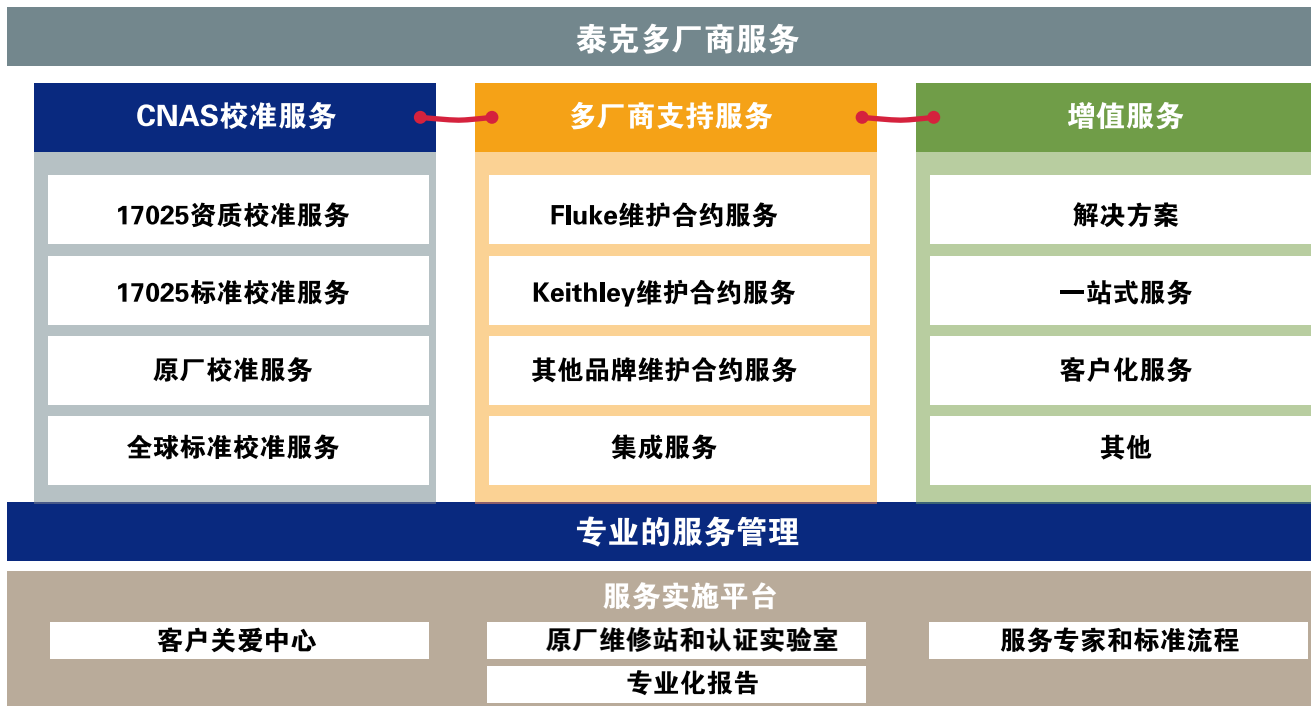 泰克多厂商服务
CNAS校准服务
17025资质校准服务
17025标准校准服务
原厂校准服务
全球标准校准服务
多厂商支持服务
Fluke维护合约服务
Keithley维护合约服务
其他品牌维护合约服务
集成服务
增值服务
解决方案
一站式服务
客户化服务
其他
专业的服务管理
服务实施平台
客户关爱中心
原厂维修站和认证实验室
专业化报告
服务专家和标准流程